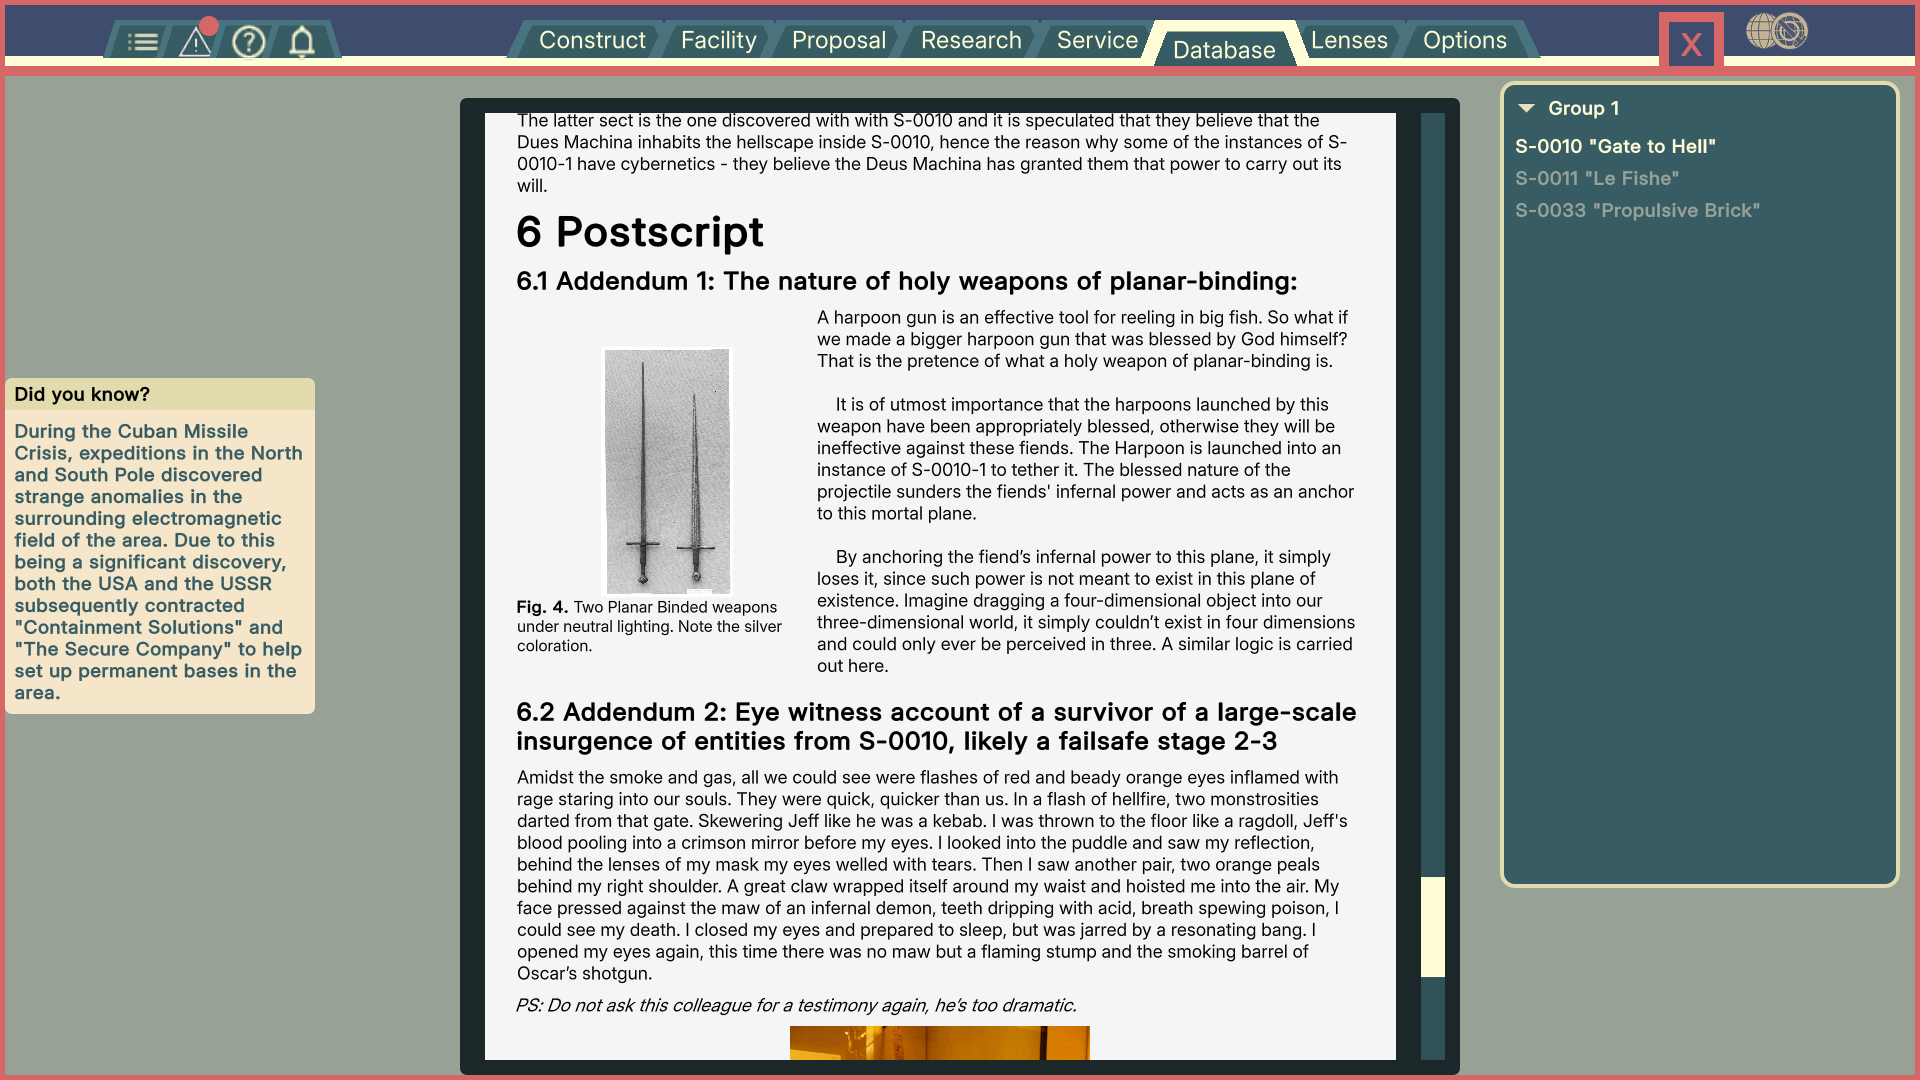 Construct
Facility
Proposal
Research
Service
Database
Lenses
Options
X
Did you know?
During the Cuban Missile
Crisis, expeditions in the North
and South Pole discovered
strange anomalies in the
surrounding electromagnetic
field of the area. Due to this
being a significant discovery,
both the USA and the USSR
subsequently contracted
"Containment Solutions" and
"The Secure Company" to help
set up permanent bases in the
area.
The latter sect is the one discovered with with S-0010 and it is speculated that they believe that the
Dues Machina inhabits the hellscape inside S-0010, hence the reason why some of the instances of S-
0010-1 have cybernetics - they believe the Deus Machina has granted them that power to carry out its
will.
6 Postscript
6.1 Addendum 1: The nature of holy weapons of planar-binding:
Fig. 4. Two Planar Binded weapons
under neutral lighting. Note the silver
coloration.
A harpoon gun is an effective tool for reeling in big fish. So what if
we made a bigger harpoon gun that was blessed by God himself?
That is the pretence of what a holy weapon of planar-binding is.
It is of utmost importance that the harpoons launched by this
weapon have been appropriately blessed, otherwise they will be
ineffective against these fiends. The Harpoon is launched into an
instance of S-0010-1 to tether it. The blessed nature of the
projectile sunders the fiends' infernal power and acts as an anchor
to this mortal plane.
By anchoring the fiend's infernal power to this plane, it simply
loses it, since such power is not meant to exist in this plane of
existence. Imagine dragging a four-dimensional object into our
three-dimensional world, it simply couldn't exist in four dimensions
and could only ever be perceived in three. A similar logic is carried
out here.
6.2 Addendum 2: Eye witness account of a survivor of a large-scale
insurgence of entities from S-0010, likely a failsafe stage 2-3
Amidst the smoke and gas, all we could see were flashes of red and beady orange eyes inflamed with
rage staring into our souls. They were quick, quicker than us. In a flash of hellfire, two monstrosities
darted from that gate. Skewering Jeff like he was a kebab. I was thrown to the floor like a ragdoll, Jeff's
blood pooling into a crimson mirror before my eyes. I looked into the puddle and saw my reflection,
behind the lenses of my mask my eyes welled with tears. Then I saw another pair, two orange peals
behind my right shoulder. A great claw wrapped itself around my waist and hoisted me into the air. My
face pressed against the maw of an infernal demon, teeth dripping with acid, breath spewing poison, I
could see my death. I closed my eyes and prepared to sleep, but was jarred by a resonating bang. I
opened my eyes again, this time there was no maw but a flaming stump and the smoking barrel of
Oscar's shotgun.
PS: Do not ask this colleague for a testimony again, he's too dramatic.
Group 1
S-0010 "Gate to Hell"
S-0011 "Le Fishe"
S-0033 "Propulsive Brick"